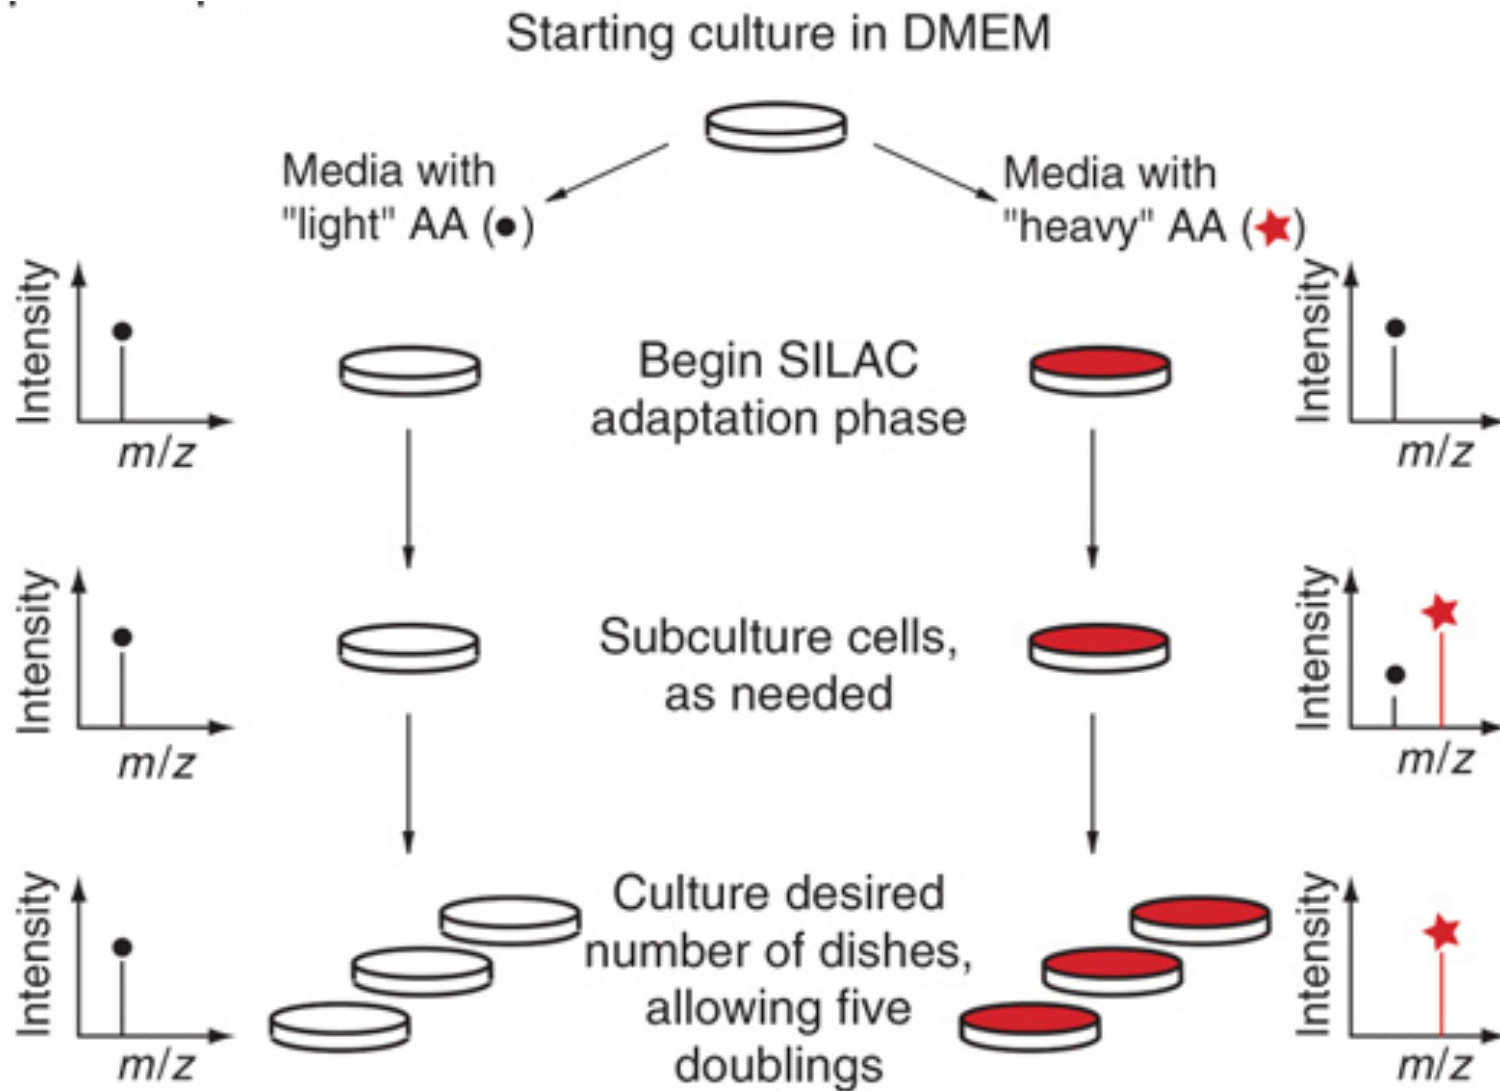 Starting culture in DMEM
Media with
"light" AA (●)
Media with
"heavy" AA (★)
Intensity
m/z
Begin SILAC
adaptation phase
Intensity
m/z
Intensity
m/z
Subculture cells,
as needed
Intensity
m/z
Intensity
m/z
Culture desired
number of dishes,
allowing five
doublings
Intensity
m/z